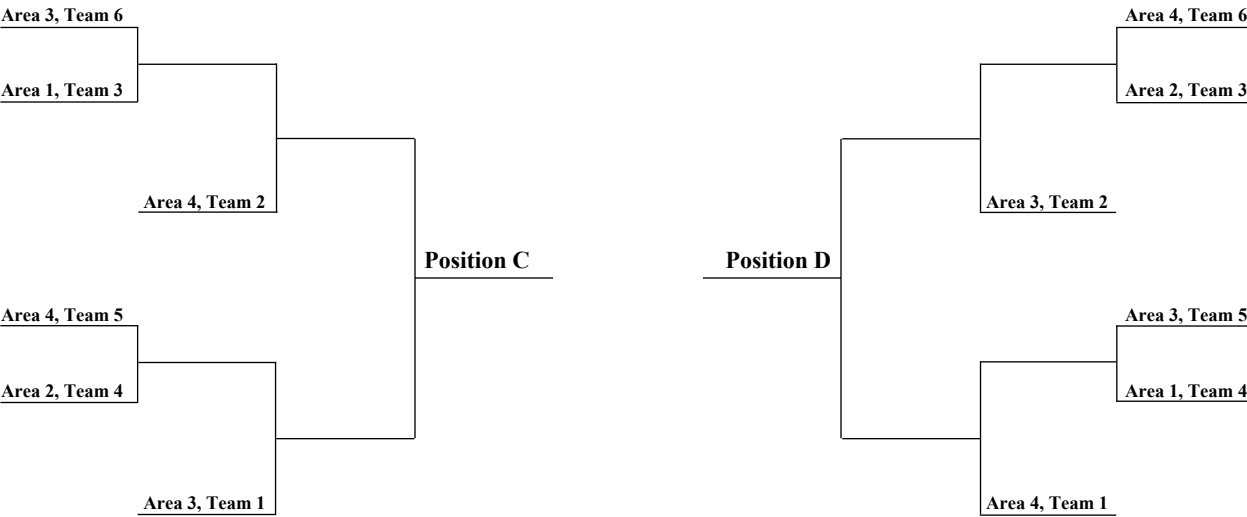 Area 3, Team 6
Area 1, Team 3
Area 4, Team 2
Position C
Area 4, Team 5
Area 2, Team 4
Area 3, Team 1
Area 4, Team 6
Area 2, Team 3
Area 3, Team 2
Position D
Area 3, Team 5
Area 1, Team 4
Area 4, Team 1